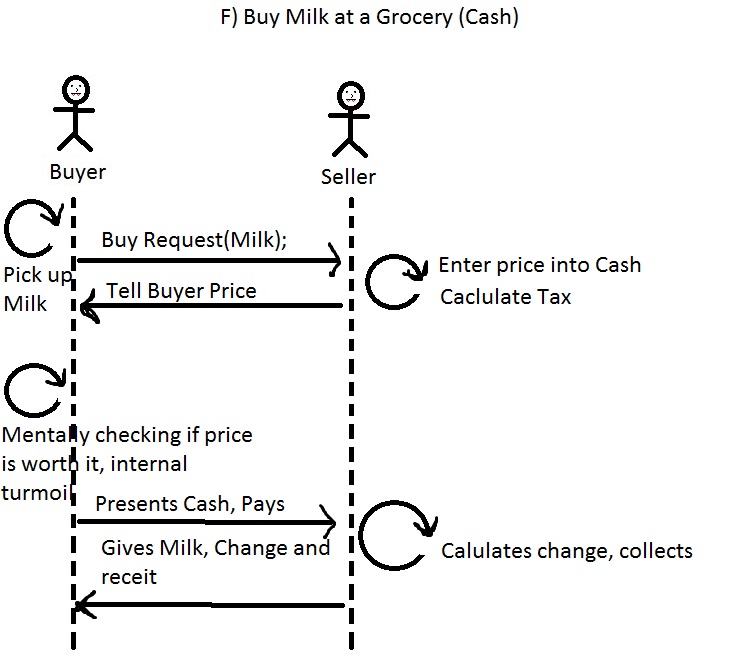 F) Buy Milk at a Grocery (Cash)
Buyer
Seller
Buy Request(Milk);
Pick up
Milk
Enter price into Cash
Caclulate Tax
Tell Buyer Price
Mentally checking if price
is worth it, internal
turmoil
Presents Cash, Pays
Gives Milk, Change and
receit
Calulates change, collects